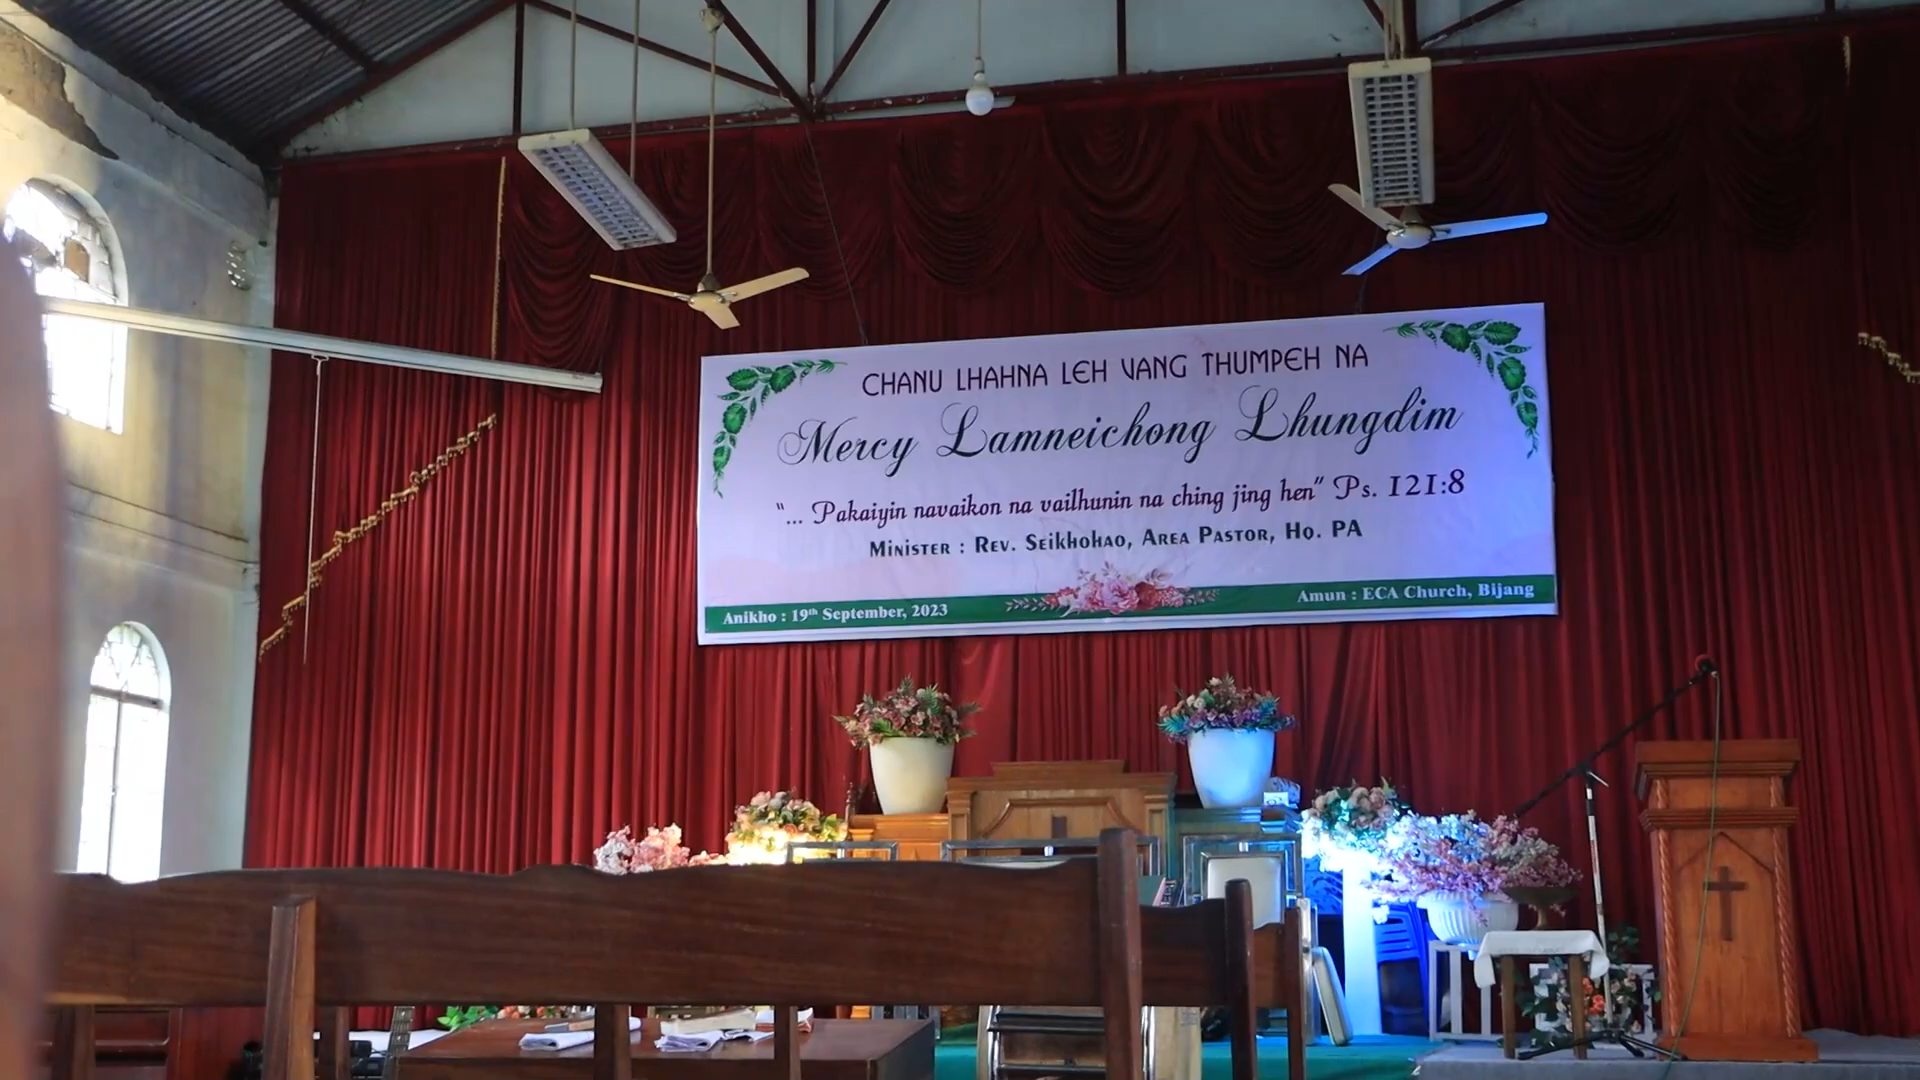 CHANU LHAHNA LEH VANG THUMPEH NA
Mercy Lamneichong Lhungdim
"... Pakaiyin navaikon na vailhunin na ching jing hen" Ps. 121:8
Minister : Rev. Seikhohao, Area Pastor, Hq. PA
Anikho : 19th September, 2023
Amun : ECA Church, Bijang